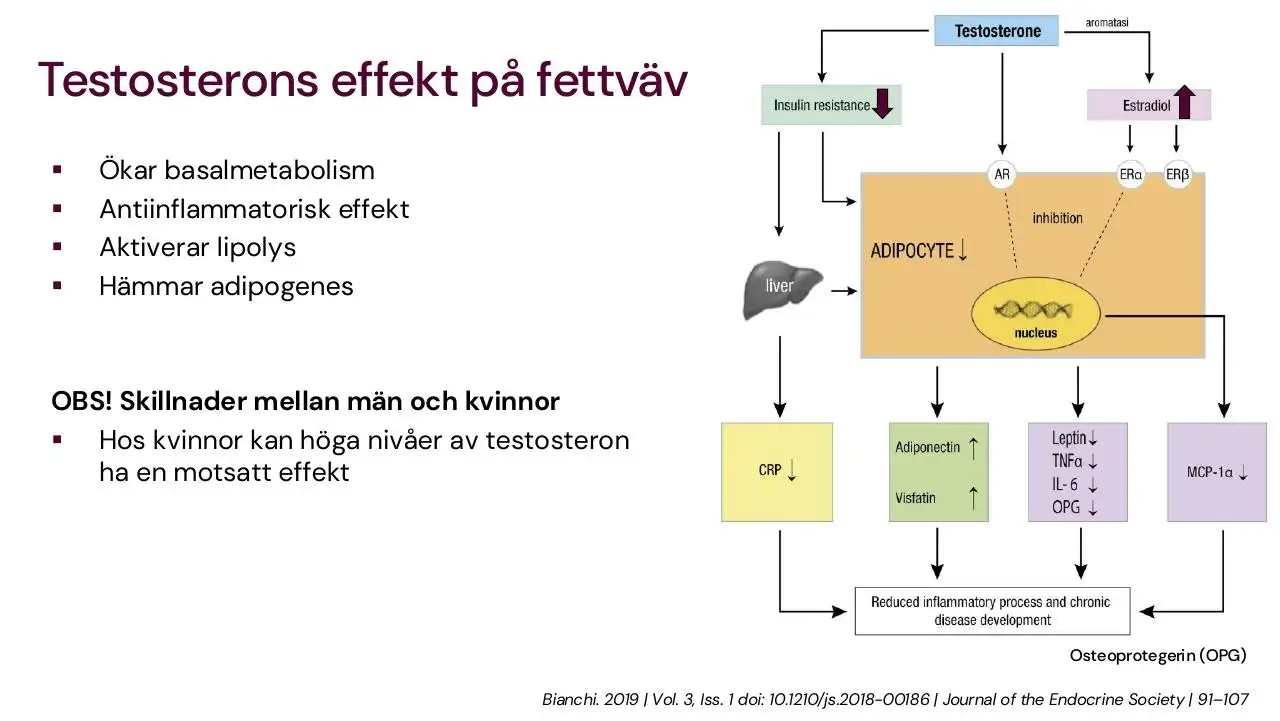 Testosterons effekt på fettväv
▪ Ökar basalmetabolism
▪ Antiinflammatorisk effekt
▪ Aktiverar lipolys
▪ Hämmar adipogenes
OBS! Skillnader mellan män och kvinnor
▪ Hos kvinnor kan höga nivåer av testosteron
ha en motsatt effekt
Testosterone
aromatasi
Insulin resistance
Estradiol
AR
ERα
ERβ
inhibition
ADIPOCYTE ↓
liver
nucleus
CRP ↓
Adiponectin ↑
Visfatin ↑
Leptin ↓
TNFα ↓
IL- 6 ↓
OPG ↓
MCP-1α ↓
Reduced inflammatory process and chronic
disease development
Osteoprotegerin (OPG)
Bianchi. 2019 | Vol. 3, Iss. 1 doi: 10.1210/js.2018-00186 | Journal of the Endocrine Society | 91–107